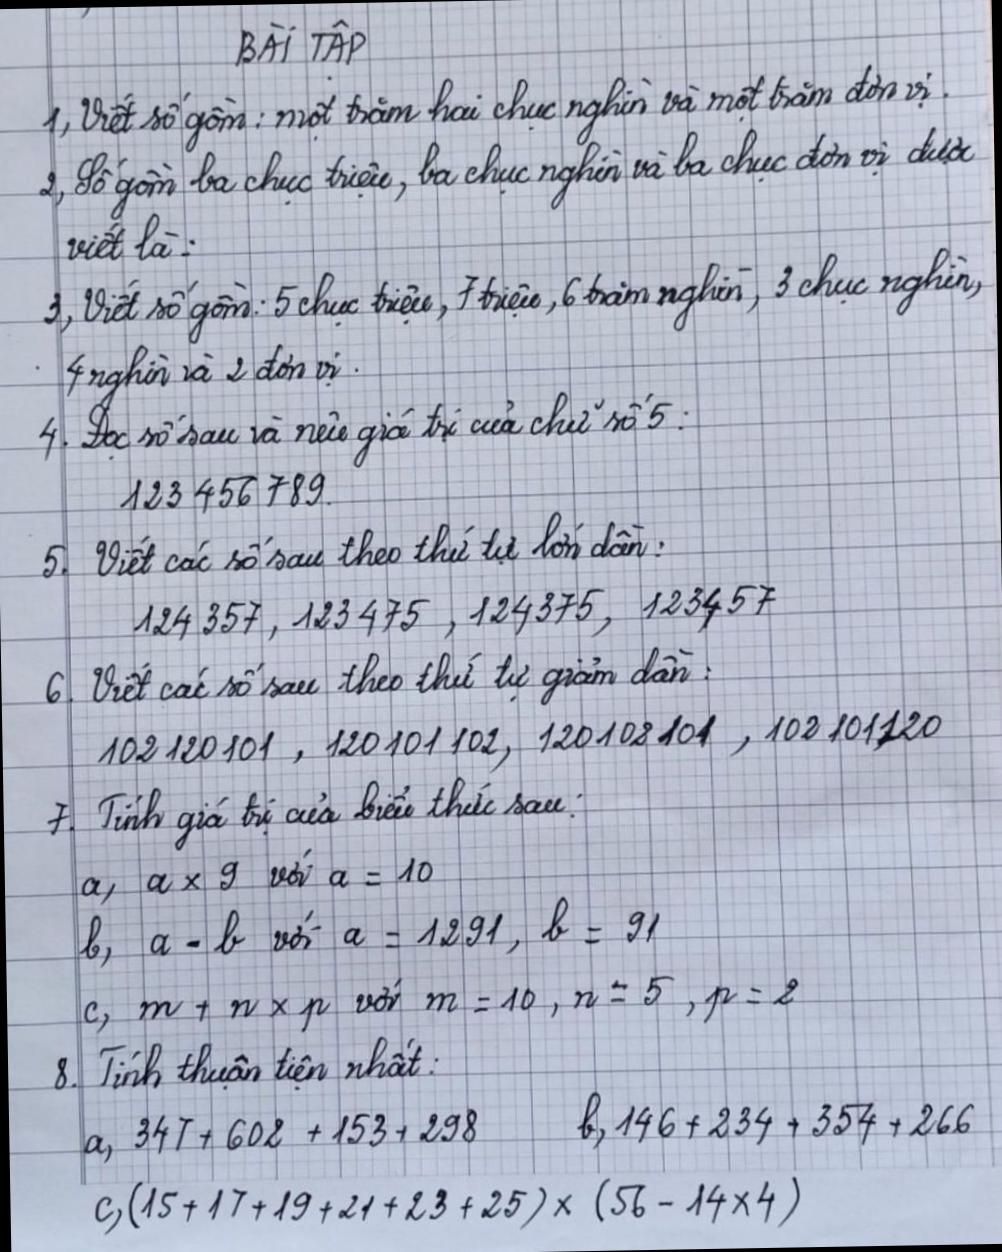 BÀI TẬP
1, Viết số gồm: một trăm hai chục nghìn và một trăm đơn vị.
2, Số gồm ba chục triệu, ba chục nghìn và ba chục đơn vị được
viết là:
3, Viết số gồm: 5 chục triệu, 7 triệu, 6 trăm nghìn, 3 chục nghìn,
4 nghìn và 2 đơn vị.
4. Đọc số sau và nêu giá trị của chữ số 5:
123 456 789.
5. Viết các số sau theo thứ tự lớn dần:
124 357, 123 475, 124 375, 123 457
6. Viết các số sau theo thứ tự giảm dần:
102 120 101, 120 101 102, 120 102 101, 102 101 120
7. Tính giá trị của biểu thức sau:
a, a × 9 với a = 10
b, a - b với a = 1291, b = 91
c, m + n × p với m = 10, n = 5, p = 2
8. Tính thuận tiện nhất:
a, 347 + 602 + 153 + 298 b, 146 + 234 + 354 + 266
c, (15 + 17 + 19 + 21 + 23 + 25) × (56 - 14 × 4)